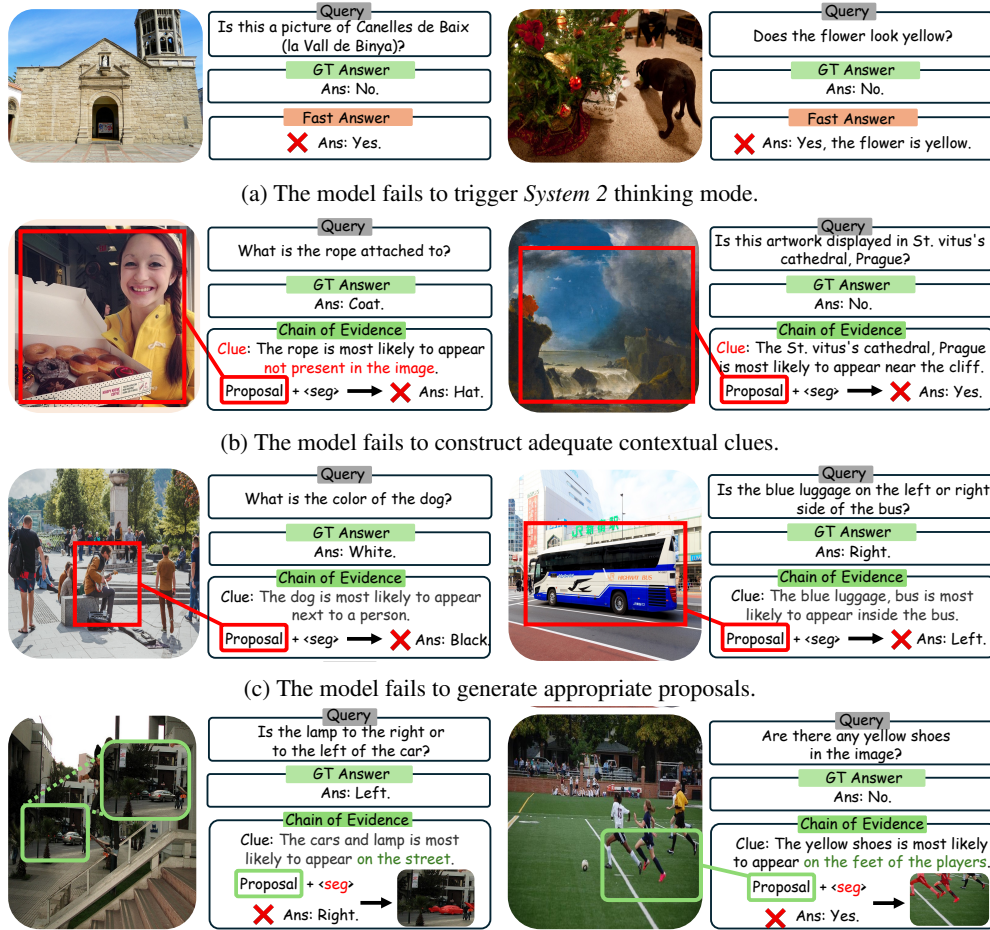 Query
Is this a picture of Canelles de Baix
(la Vall de Binya)?
GT Answer
Ans: No.
Fast Answer
Ans: Yes.
Query
Does the flower look yellow?
GT Answer
Ans: No.
Fast Answer
Ans: Yes, the flower is yellow.
(a) The model fails to trigger System 2 thinking mode.
Query
What is the rope attached to?
GT Answer
Ans: Coat.
Chain of Evidence
Clue: The rope is most likely to appear
not present in the image.
Proposal + <seg> Ans: Hat.
Query
Is this artwork displayed in St. vitus's
cathedral, Prague?
GT Answer
Ans: No.
Chain of Evidence
Clue: The St. vitus's cathedral, Prague
is most likely to appear near the cliff.
Proposal + <seg> Ans: Yes.
(b) The model fails to construct adequate contextual clues.
Query
What is the color of the dog?
GT Answer
Ans: White.
Chain of Evidence
Clue: The dog is most likely to appear
next to a person.
Proposal + <seg> Ans: Black.
Query
Is the blue luggage on the left or right
side of the bus?
GT Answer
Ans: Right.
Chain of Evidence
Clue: The blue luggage, bus is most
likely to appear inside the bus.
Proposal + <seg> Ans: Left.
HIGHWAY BUS
(c) The model fails to generate appropriate proposals.
Query
Is the lamp to the right or
to the left of the car?
GT Answer
Ans: Left.
Chain of Evidence
Clue: The cars and lamp is most
likely to appear on the street.
Proposal + <seg>
Ans: Right.
Query
Are there any yellow shoes
in the image?
GT Answer
Ans: No.
Chain of Evidence
Clue: The yellow shoes is most likely
to appear on the feet of the players.
Proposal + <seg>
Ans: Yes.